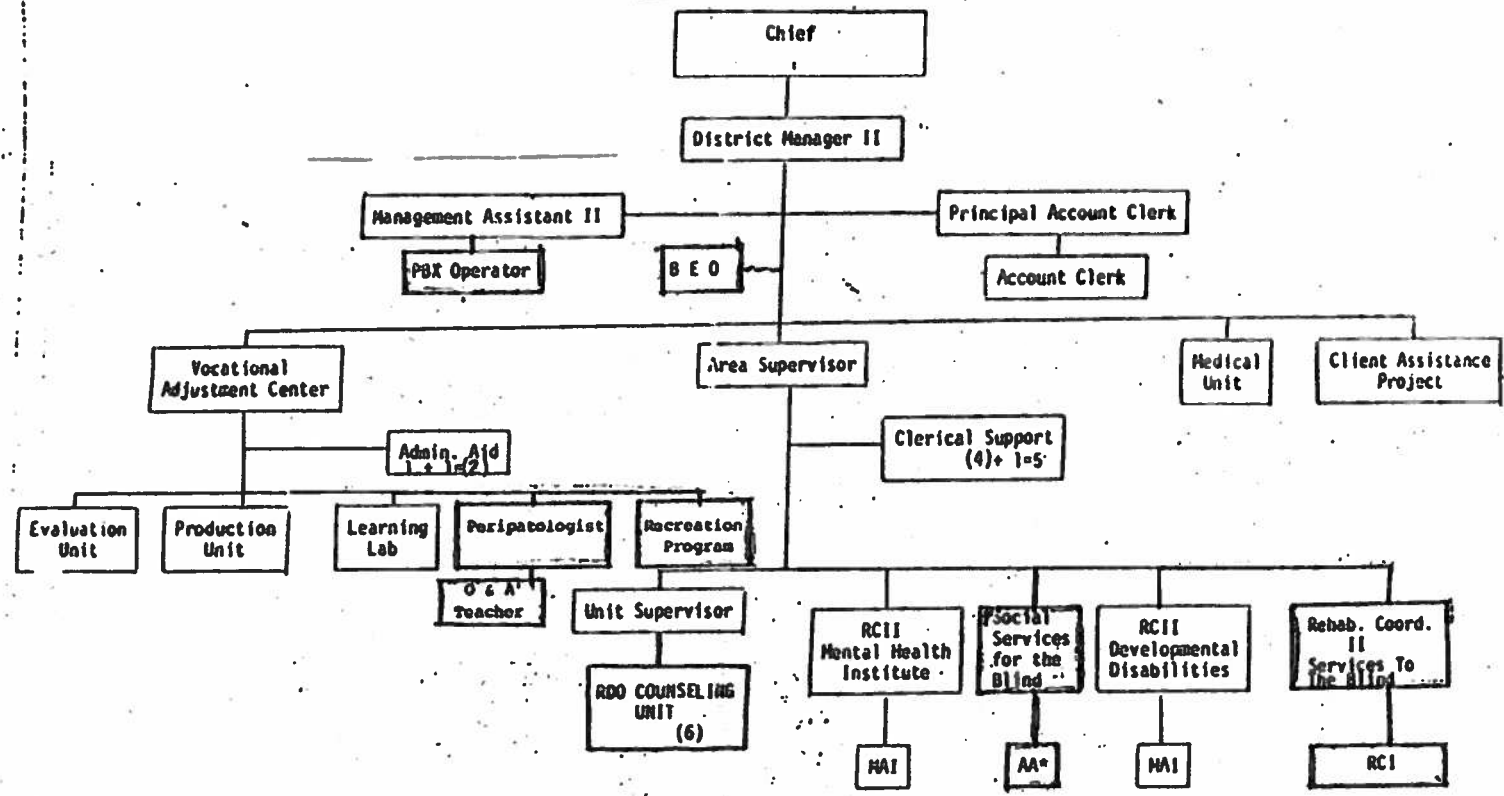 Chief
District Manager II
Management Assistant II
Principal Account Clerk
PBX Operator
B E O
Account Clerk
Vocational
Adjustment Center
Area Supervisor
Medical
Unit
Client Assistance
Project
Admin. Aid
1 + 1=(2)
Clerical Support
(4)+ 1=5
Evaluation
Unit
Production
Unit
Learning
Lab
Peripatologist
Recreation
Program
O & A
Teacher
Unit Supervisor
RCII
Mental Health
Institute
Social
Services
for the
Blind
RCII
Developmental
Disabilities
Rehab. Coord.
II
Services To
The Blind
RDO COUNSELING
UNIT
(6)
AA*
RCI